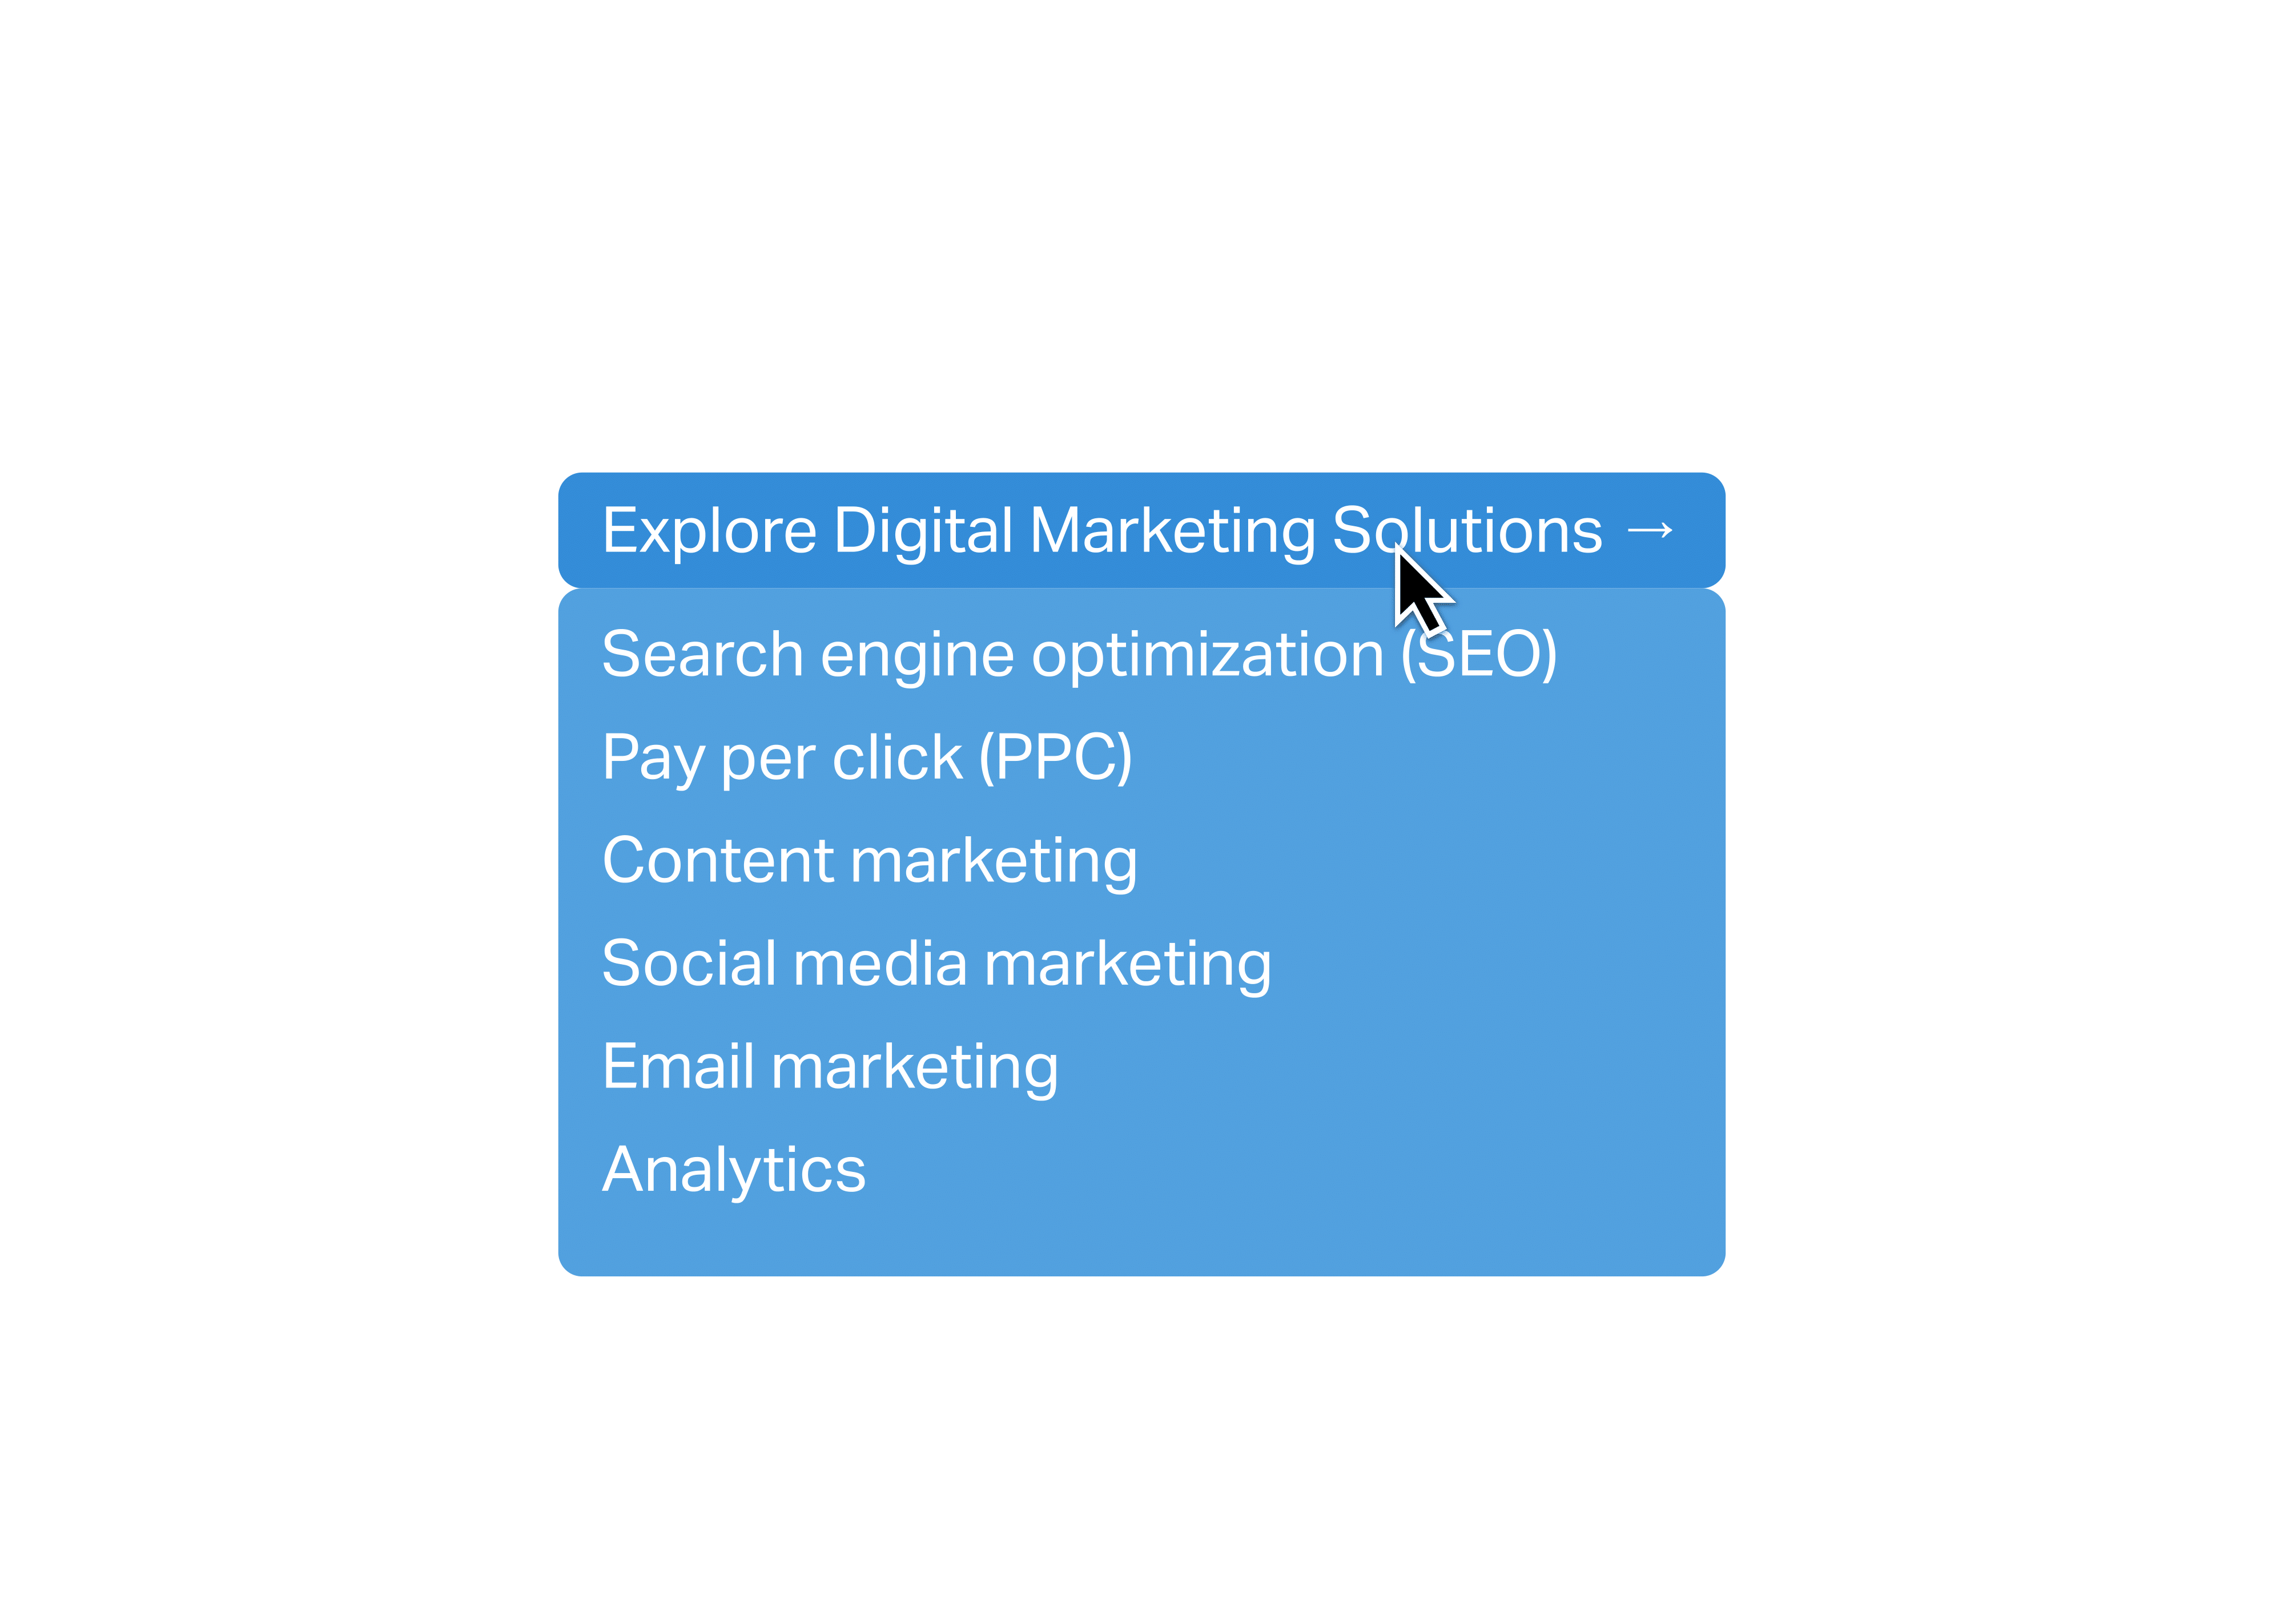 Explore Digital Marketing Solutions →
Search engine optimization (SEO)
Pay per click (PPC)
Content marketing
Social media marketing
Email marketing
Analytics